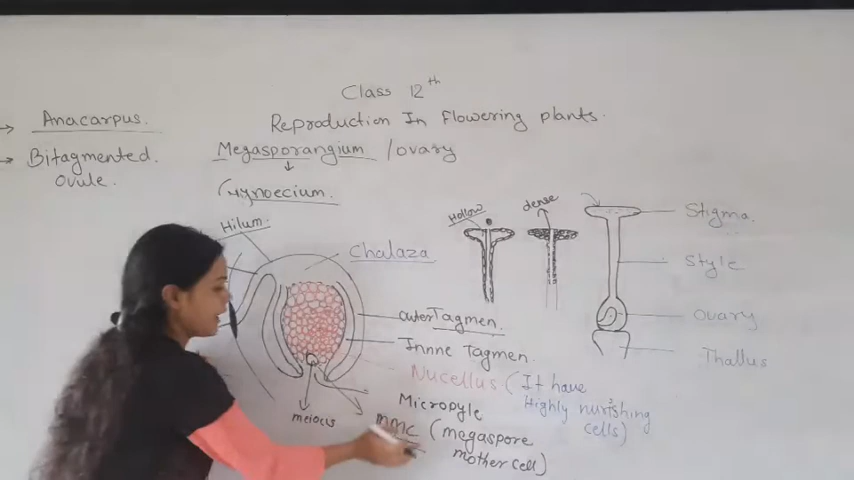 Class 12th
Reproduction In Flowering plants.
Anacarpus.
Bitagmented
ovule.
Megasporangium /ovary
Gynoecium.
Hilum.
Chalaza
Hollow
dense
Stigma.
Style
Ovary
Thallus
outer Tagmen.
Innne Tagmen.
Nucellus (It have
Highly nurishing
cells)
Micropyle
meiocus
mmc (megaspore
mother cell)